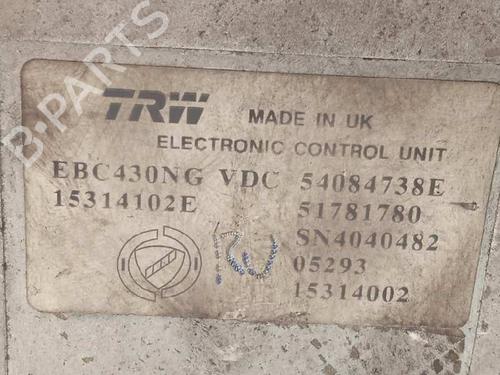 B-PARTS
TRW
MADE IN UK
ELECTRONIC CONTROL UNIT
EBC430NG VDC 54084738E
15314102E 51781780
SN4040482
05293
15314002